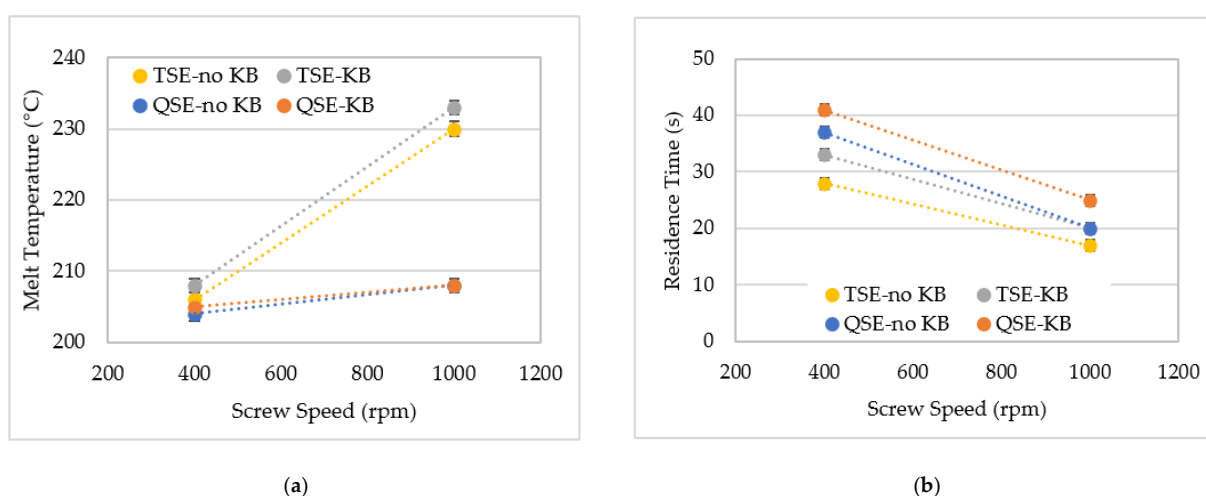 240
230
220
210
200
Melt Temperature (°C)
TSE-no KB TSE-KB
QSE-no KB QSE-KB
200 400 600 800 1000 1200
Screw Speed (rpm)
(a)
50
40
30
20
10
0
Residence Time (s)
TSE-no KB TSE-KB
QSE-no KB QSE-KB
200 400 600 800 1000 1200
Screw Speed (rpm)
(b)